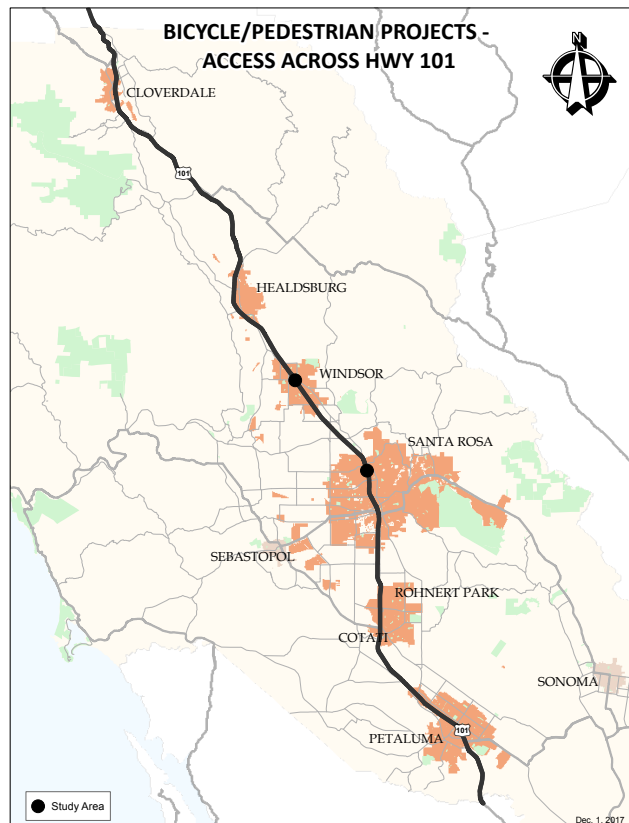 BICYCLE/PEDESTRIAN PROJECTS -
ACCESS ACROSS HWY 101
N
CLOVERDALE
101
HEALDSBURG
WINDSOR
SANTA ROSA
SEBASTOPOL
ROHNERT PARK
COTATI
SONOMA
PETALUMA
101
Study Area
Dec. 1, 2017